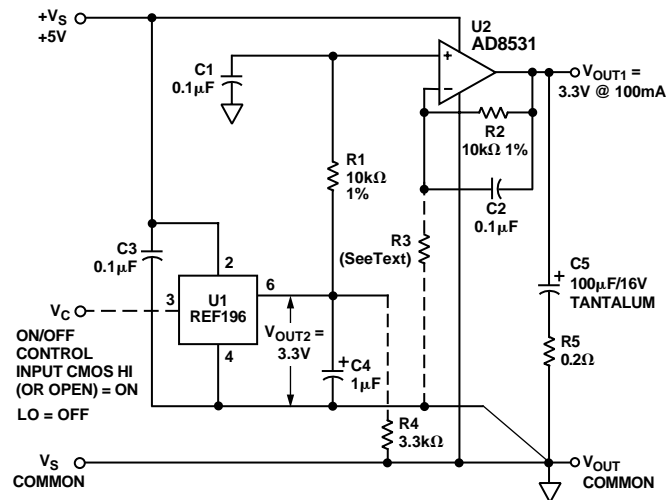 +VS
+5V
U2
AD8531
C1
0.1µF
+
−
VOUT1 =
3.3V @ 100mA
R2
10kΩ 1%
R1
10kΩ
1%
C2
0.1µF
R3
(SeeText)
C3
0.1µF
2
VC
3
U1
REF196
6
4
VOUT2 =
3.3V
+
C4
1µF
+
C5
100µF/16V
TANTALUM
R5
0.2Ω
ON/OFF
CONTROL
INPUT CMOS HI
(OR OPEN) = ON
LO = OFF
R4
3.3kΩ
VS
COMMON
VOUT
COMMON